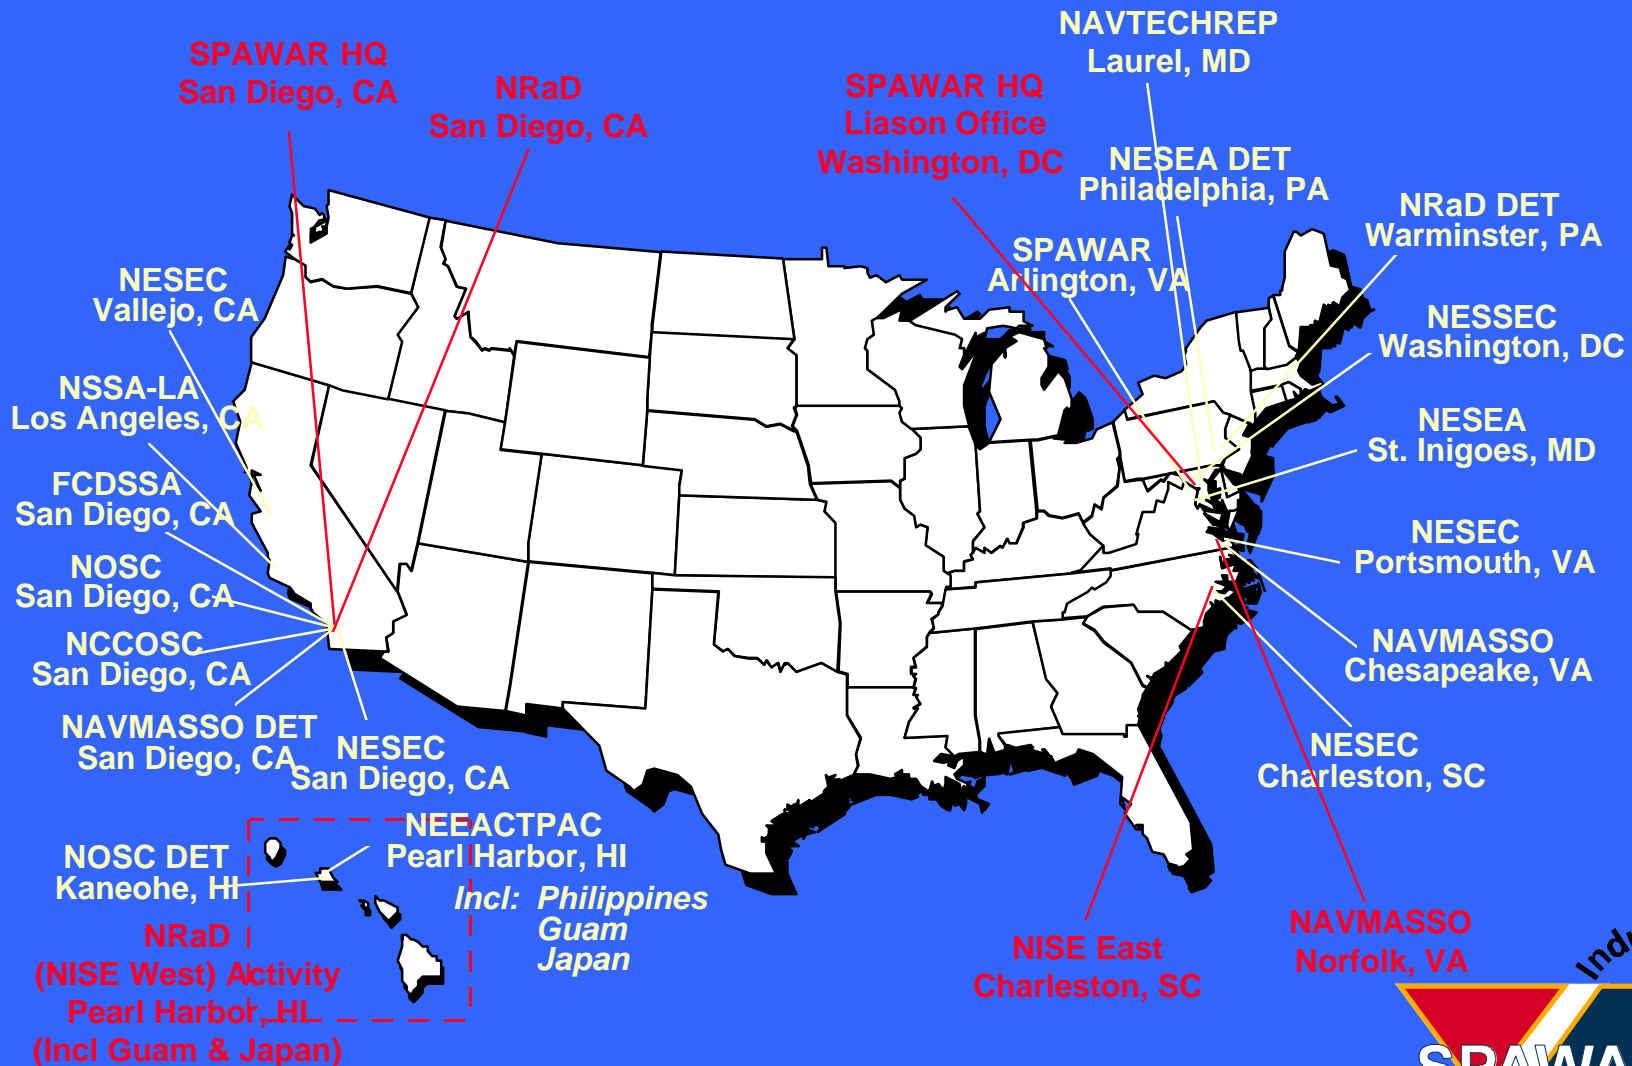 NAVTECHREP
Laurel, MD
SPAWAR HQ
San Diego, CA
NRaD
San Diego, CA
SPAWAR HQ
Liason Office
Washington, DC
NESEA DET
Philadelphia, PA
NRaD DET
Warminster, PA
SPAWAR
Arlington, VA
NESEC
Vallejo, CA
NESSEC
Washington, DC
NSSA-LA
Los Angeles, CA
NESEA
St. Inigoes, MD
FCDSSA
San Diego, CA
NESEC
Portsmouth, VA
NOSC
San Diego, CA
NCCOSC
San Diego, CA
NAVMASSO
Chesapeake, VA
NAVMASSO DET
San Diego, CA
NESEC
San Diego, CA
NESEC
Charleston, SC
NEEACTPAC
Pearl Harbor, HI
Incl: Philippines
Guam
Japan
NOSC DET
Kaneohe, HI
NRaD
(NISE West) Activity
Pearl Harbor, HI
(Incl Guam & Japan)
NISE East
Charleston, SC
NAVMASSO
Norfolk, VA